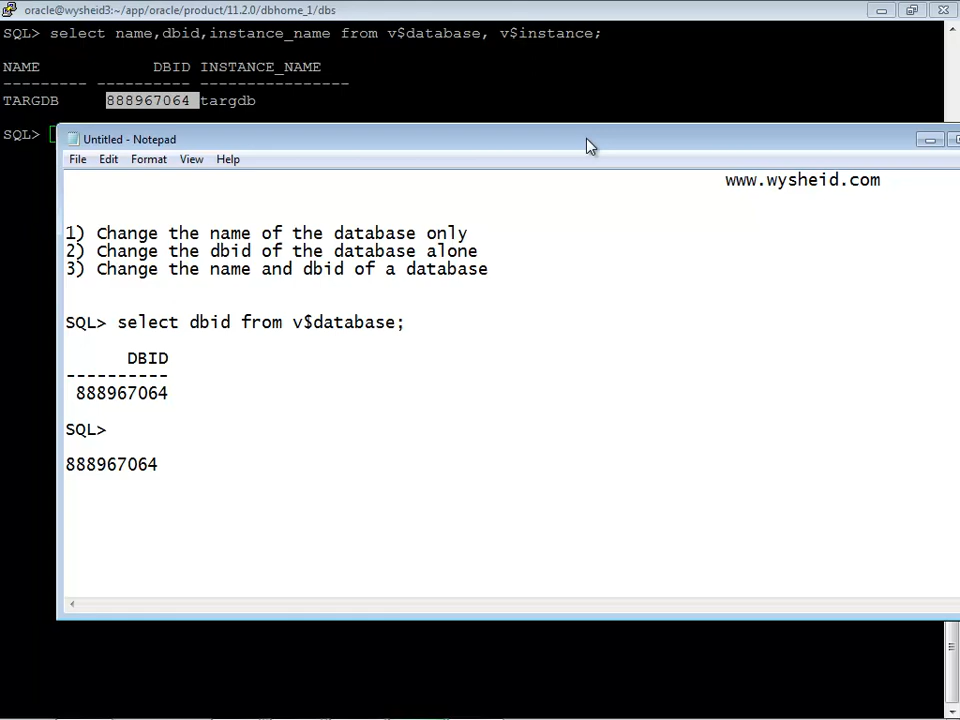 oracle@wysheid3:~/app/oracle/product/11.2.0/dbhome_1/dbs
SQL> select name,dbid,instance_name from v$database, v$instance;
NAME DBID INSTANCE_NAME
--------- ---------- ----------------
TARGDB 888967064 targdb
SQL>
Untitled - Notepad
File Edit Format View Help
www.wysheid.com
1) Change the name of the database only
2) Change the dbid of the database alone
3) Change the name and dbid of a database
SQL> select dbid from v$database;
DBID
----------
888967064
SQL>
888967064